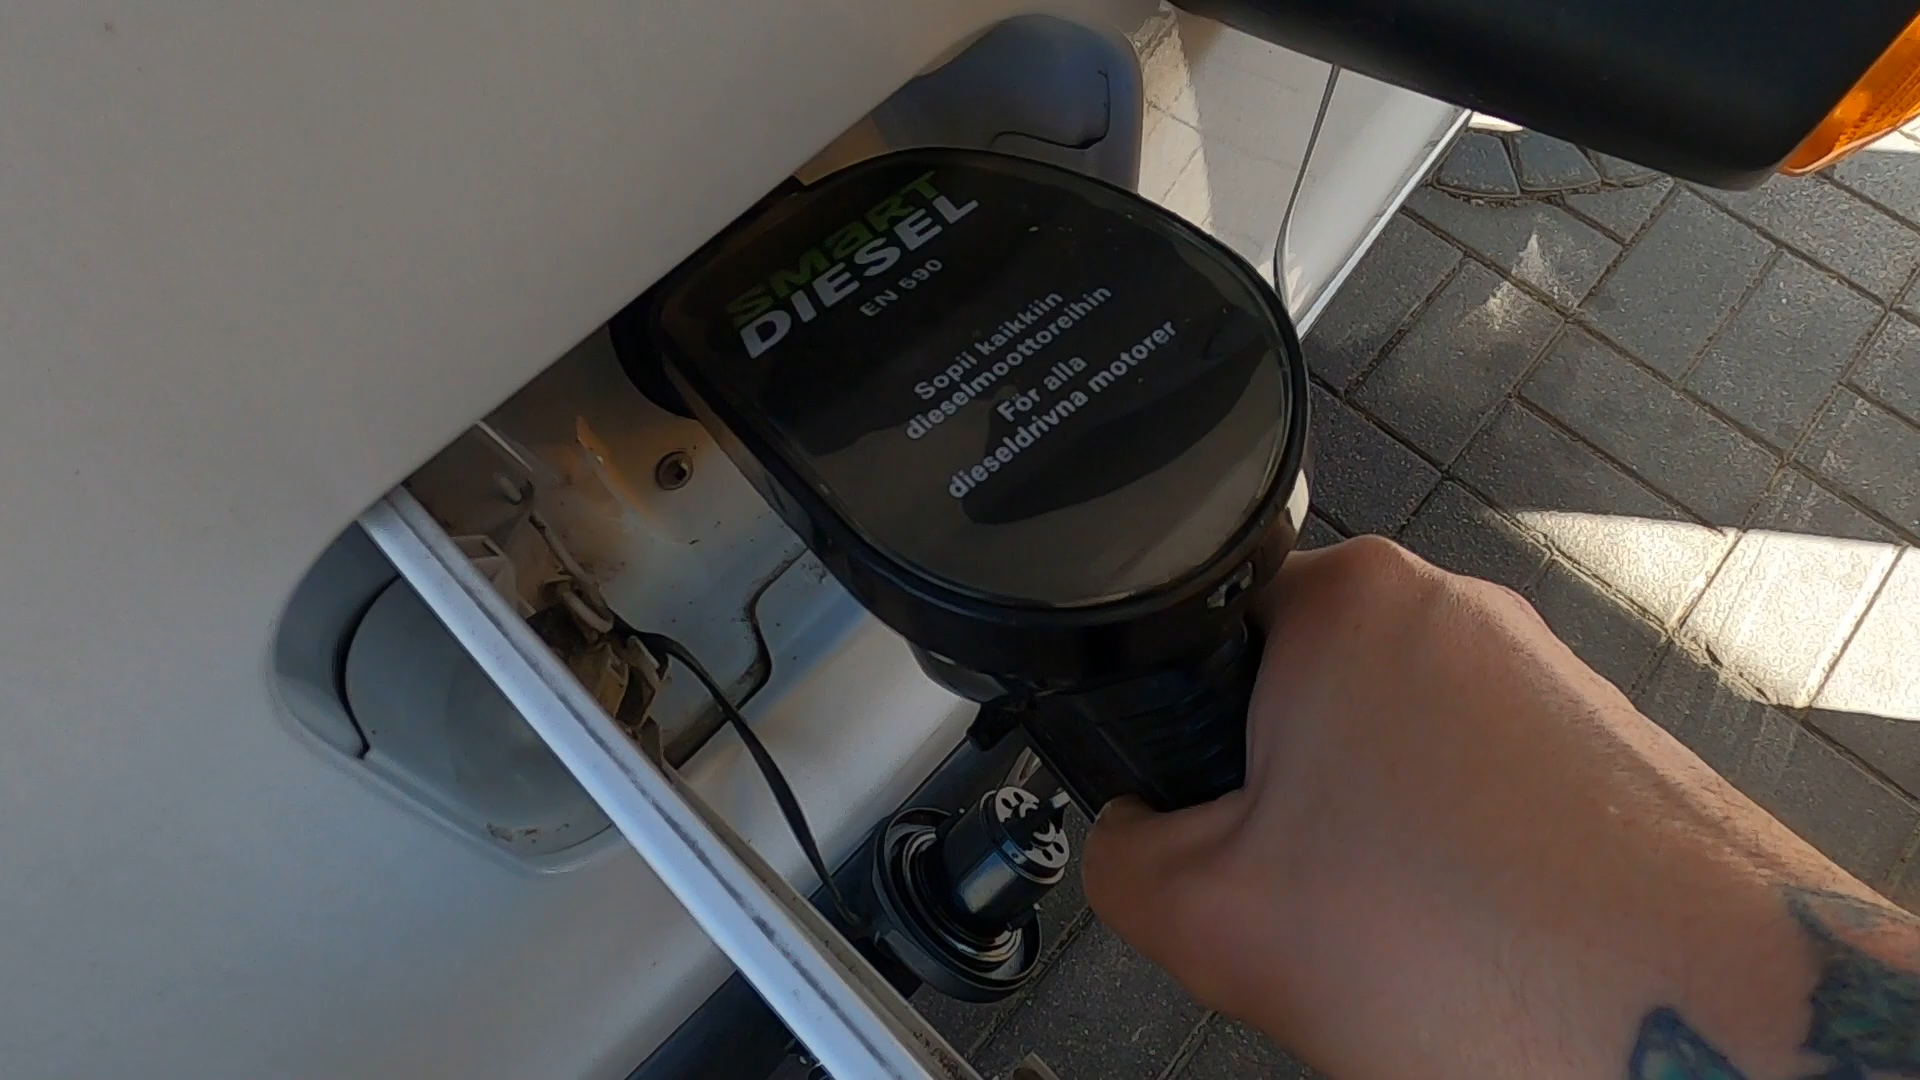 SMaRT
DIESEL
EN 590
Sopii kaikkiin
dieselmoottoreihin
För alla
dieseldrivna motorer